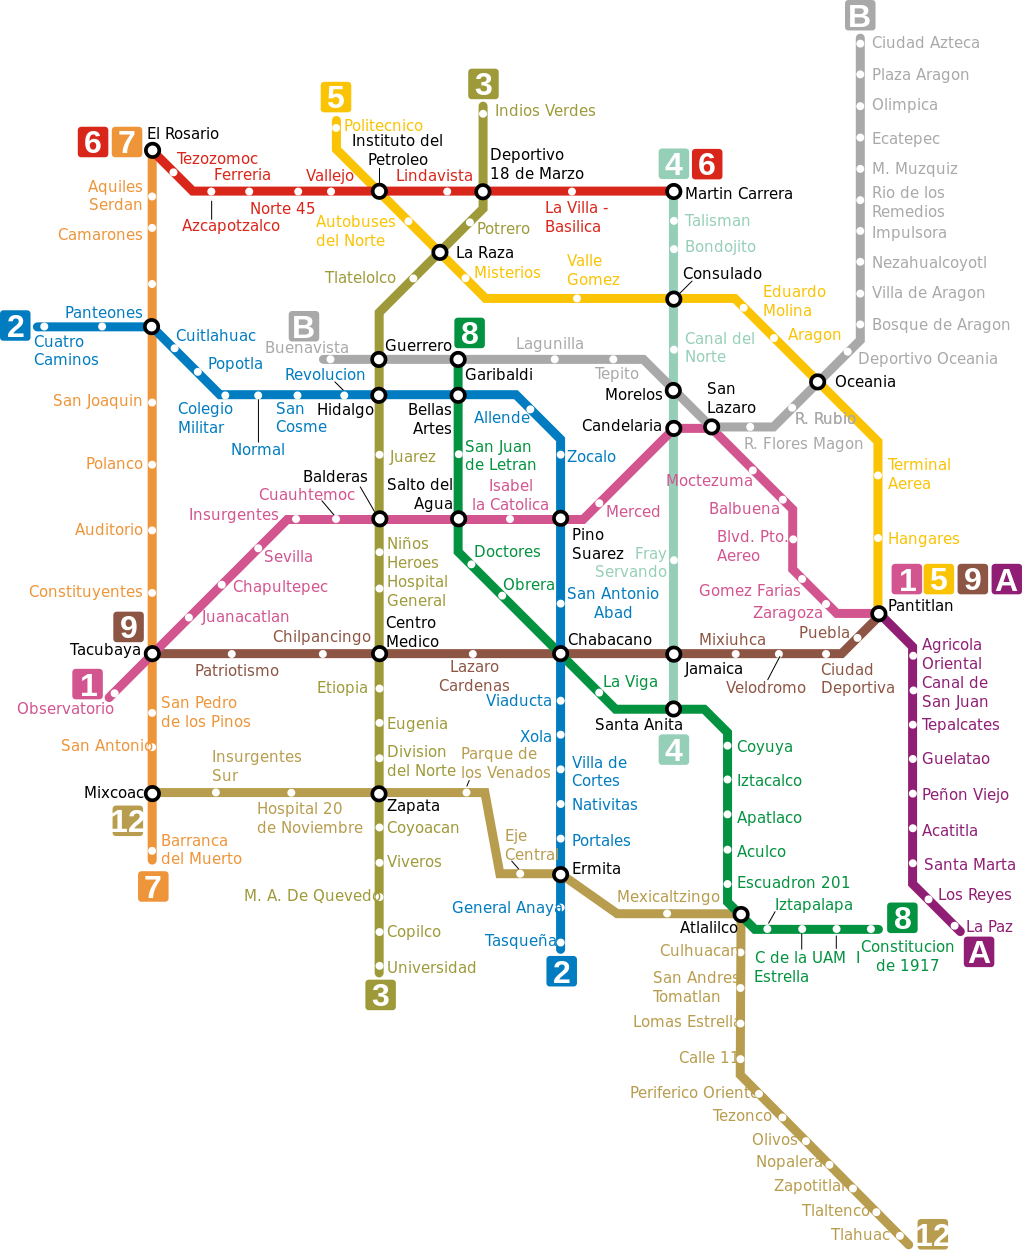 B
Ciudad Azteca
Plaza Aragon
Olimpica
Ecatepec
M. Muzquiz
Rio de los
Remedios
Impulsora
Nezahualcoyotl
Villa de Aragon
Bosque de Aragon
Deportivo Oceania
Oceania
R. Rubio
R. Flores Magon
3
Indios Verdes
5
Politecnico
Instituto del
Petroleo
Deportivo
18 de Marzo
6 7
El Rosario
Tezozomoc
Ferreria
Vallejo
Lindavista
Norte 45
Azcapotzalco
La Villa -
Basilica
4 6
Martin Carrera
Talisman
Bondojito
Consulado
Aquiles
Serdan
Camarones
Autobuses
del Norte
Potrero
La Raza
Tlatelolco
Misterios
Valle
Gomez
Eduardo
Molina
Aragon
2
Panteones
Cuatro
Caminos
Cuitlahuac
Popotla
B
Buenavista
Guerrero
8
Garibaldi
Lagunilla
Tepito
Canal del
Norte
Morelos
San
Lazaro
Revolucion
Colegio
Militar
San
Cosme
Normal
Hidalgo
Bellas
Artes
Allende
Zocalo
Candelaria
San Joaquin
Polanco
Auditorio
Constituyentes
Juarez
San Juan
de Letran
Balderas
Cuauhtemoc
Insurgentes
Salto del
Agua
Isabel
la Catolica
Merced
Moctezuma
Balbuena
Blvd. Pto.
Aereo
Gomez Farias
Zaragoza
Terminal
Aerea
Hangares
1 5 9 A
Pantitlan
Pino
Suarez
Fray
Servando
Sevilla
Chapultepec
Juanacatlan
Niños
Heroes
Hospital
General
Doctores
Obrera
San Antonio
Abad
9
Tacubaya
1
Observatorio
Patriotismo
Chilpancingo
Centro
Medico
Lazaro
Cardenas
Chabacano
Jamaica
Mixiuhca
Velodromo
Puebla
Ciudad
Deportiva
Agricola
Oriental
Canal de
San Juan
Tepalcates
Guelatao
Peñon Viejo
Acatitla
Santa Marta
Los Reyes
La Paz
A
San Pedro
de los Pinos
San Antonio
Mixcoac
12
Barranca
del Muerto
7
Insurgentes
Sur
Hospital 20
de Noviembre
Etiopia
Eugenia
Division
del Norte
Zapata
Parque de
los Venados
Coyoacan
Viveros
M. A. De Quevedo
Copilco
Universidad
3
Viaducta
Xola
Villa de
Cortes
Nativitas
Portales
Eje
Central
Ermita
General Anaya
Tasqueña
2
La Viga
Santa Anita
4
Coyuya
Iztacalco
Apatlaco
Aculco
Escuadron 201
Iztapalapa
Mexicaltzingo
Atlalilco
C de la
Estrella
UAM I
8
Constitucion
de 1917
Culhuacan
San Andres
Tomatlan
Lomas Estrella
Calle 11
Periferico Oriente
Tezonco
Olivos
Nopalera
Zapotitlan
Tlaltenco
Tlahuac
12